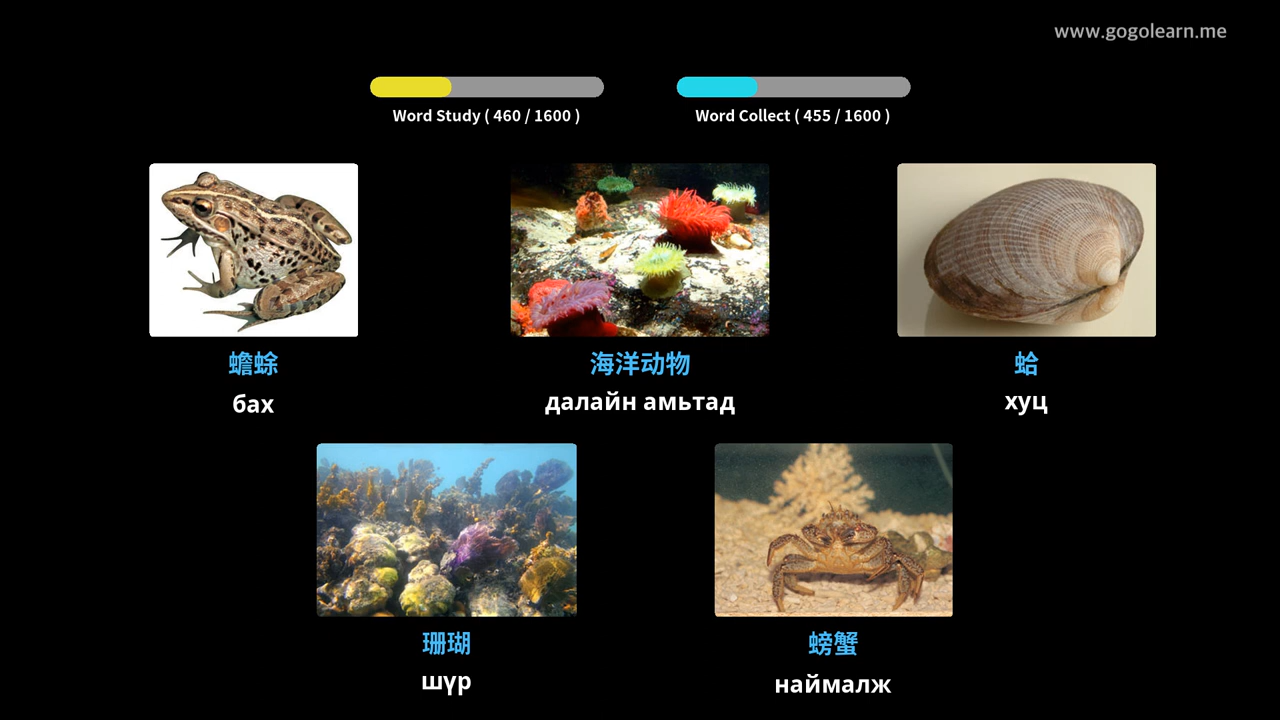 www.gogolearn.me
Word Study ( 460 / 1600 )
Word Collect ( 455 / 1600 )
蟾蜍
бах
海洋动物
далайн амьтад
蛤
хуц
珊瑚
шүр
螃蟹
наймалж